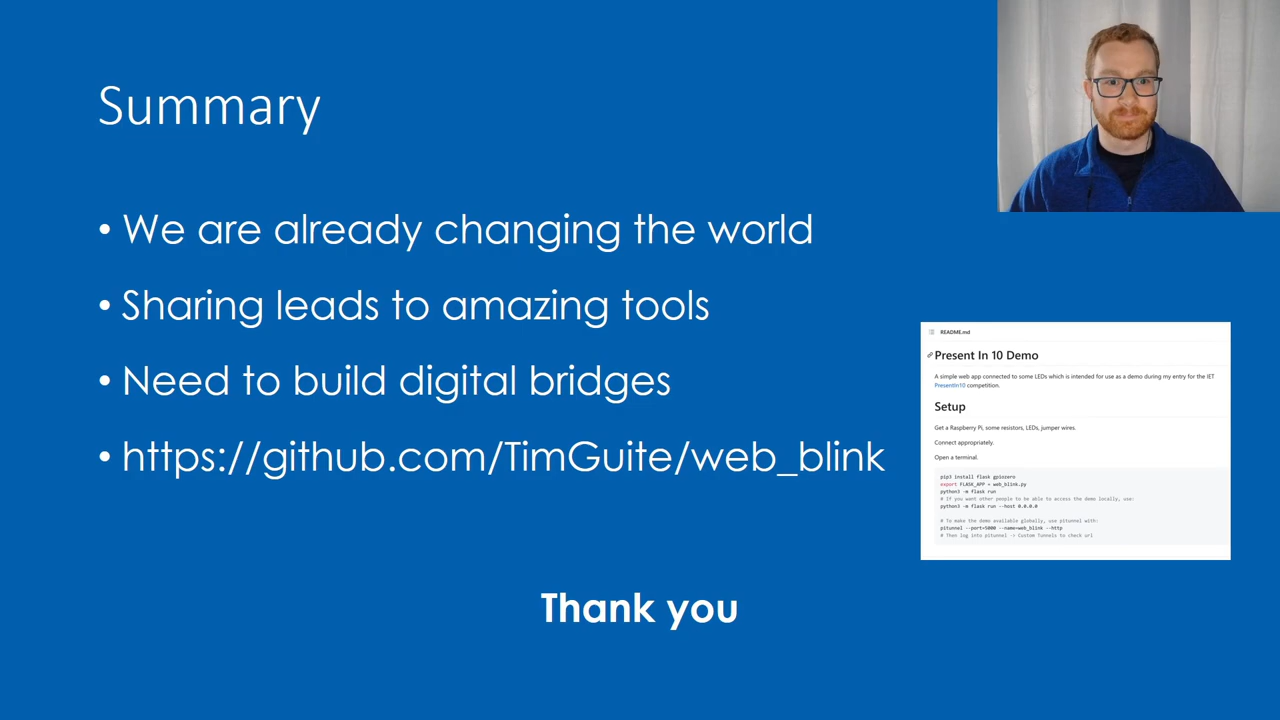 Summary
• We are already changing the world
• Sharing leads to amazing tools
• Need to build digital bridges
• https://github.com/TimGuite/web_blink
README.md
Present In 10 Demo
A simple web app connected to some LEDs which is intended for use as a demo during my entry for the IET
PresentIn10 competition.
Setup
Get a Raspberry Pi, some resistors, LEDs, jumper wires.
Connect appropriately.
Open a terminal.
pip3 install flask gpiozero
export FLASK_APP = web_blink.py
python3 -m flask run
# If you want other people to be able to access the demo locally, use:
python3 -m flask run --host 0.0.0.0
# To make the demo available globally, use pitunnel with:
pitunnel --port=5000 --name=web_blink --http
# Then log into pitunnel -> Custom Tunnels to check url
Thank you